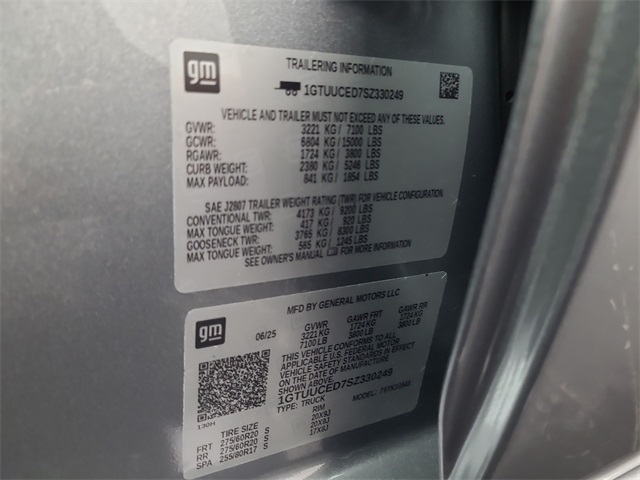 gm
TRAILERING INFORMATION
1GTUUCED7SZ330249
VEHICLE AND TRAILER MUST NOT EXCEED ANY OF THESE VALUES.
GVWR: 3221 KG / 7100 LBS
GCWR: 6804 KG / 15000 LBS
RGAWR: 1724 KG / 3800 LBS
CURB WEIGHT: 2380 KG / 5246 LBS
MAX PAYLOAD: 841 KG / 1854 LBS
SAE J2807 TRAILER WEIGHT RATING (TWR) FOR VEHICLE CONFIGURATION.
CONVENTIONAL TWR: 4173 KG / 9200 LBS
MAX TONGUE WEIGHT: 417 KG / 920 LBS
GOOSENECK TWR: 3765 KG / 8300 LBS
MAX TONGUE WEIGHT: 565 KG / 1245 LBS
SEE OWNER'S MANUAL FOR MORE INFORMATION
gm
MFD BY GENERAL MOTORS LLC
06/25 GVWR GAWR FRT GAWR RR
3221 KG 1724 KG 1724 KG
7100 LB 3800 LB 3800 LB
THIS VEHICLE CONFORMS TO ALL
APPLICABLE U.S. FEDERAL MOTOR
VEHICLE SAFETY STANDARDS IN
EFFECT ON THE DATE OF MANUFACTURE
SHOWN ABOVE.
1GTUUCED7SZ330249
TYPE: TRUCK MODEL:
130H
TIRE SIZE RIM
FRT 275/60R20 S 20X9J
RR 275/60R20 S 20X9J
SPA 255/80R17 S 17X8J